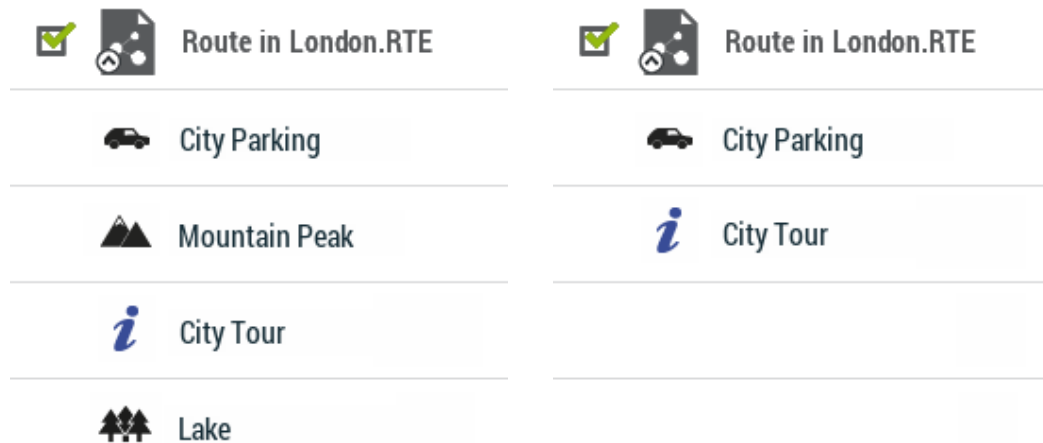 Route in London.RTE
City Parking
Mountain Peak
City Tour
Lake
Route in London.RTE
City Parking
City Tour